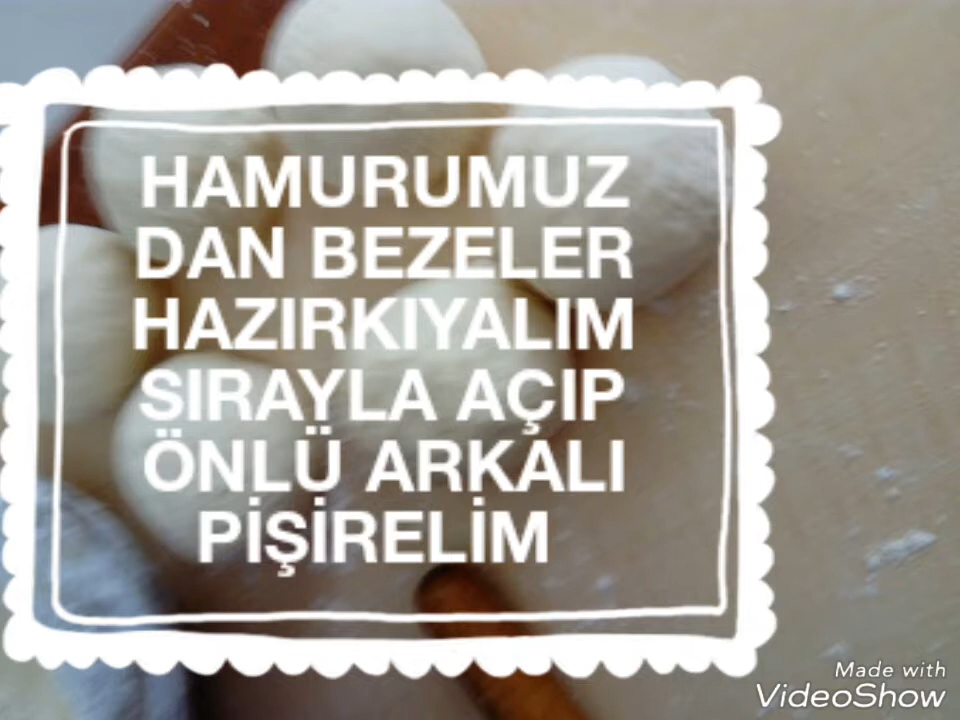 HAMURUMUZ
DAN BEZELER
HAZIRKIYALIM
SIRAYLA AÇIP
ÖNLÜ ARKALI
PİŞİRELİM
Made with
VideoShow